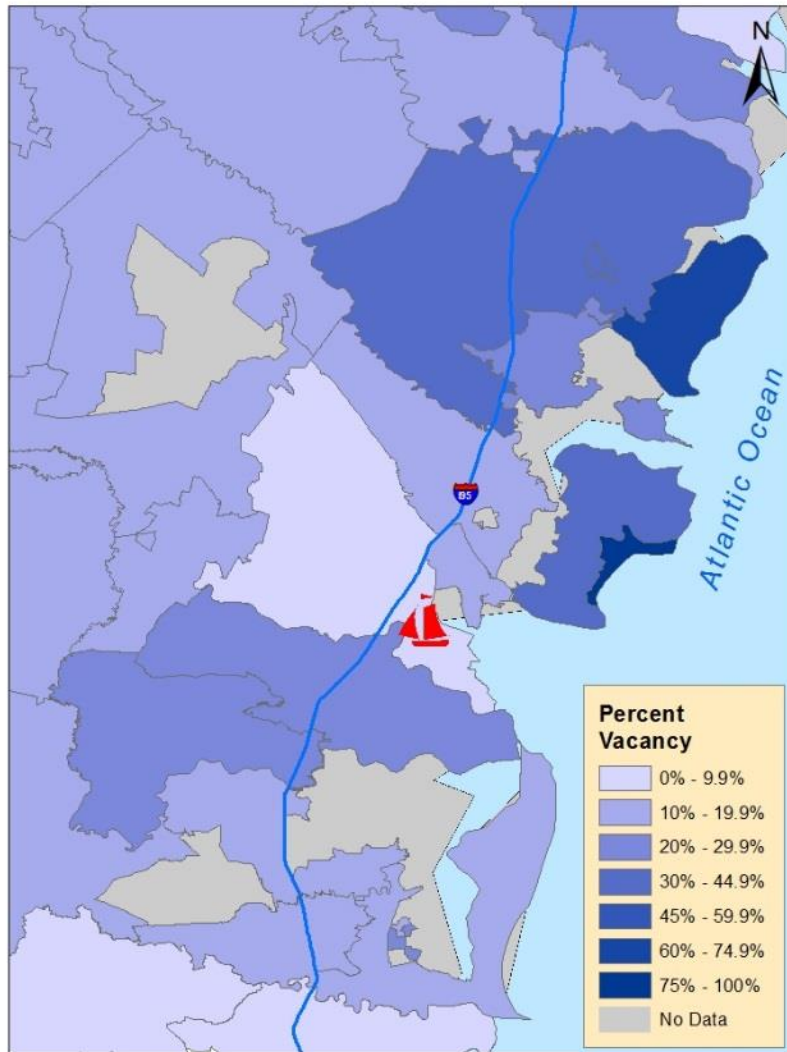 N
I95
Atlantic Ocean
Percent
Vacancy
0% - 9.9%
10% - 19.9%
20% - 29.9%
30% - 44.9%
45% - 59.9%
60% - 74.9%
75% - 100%
No Data